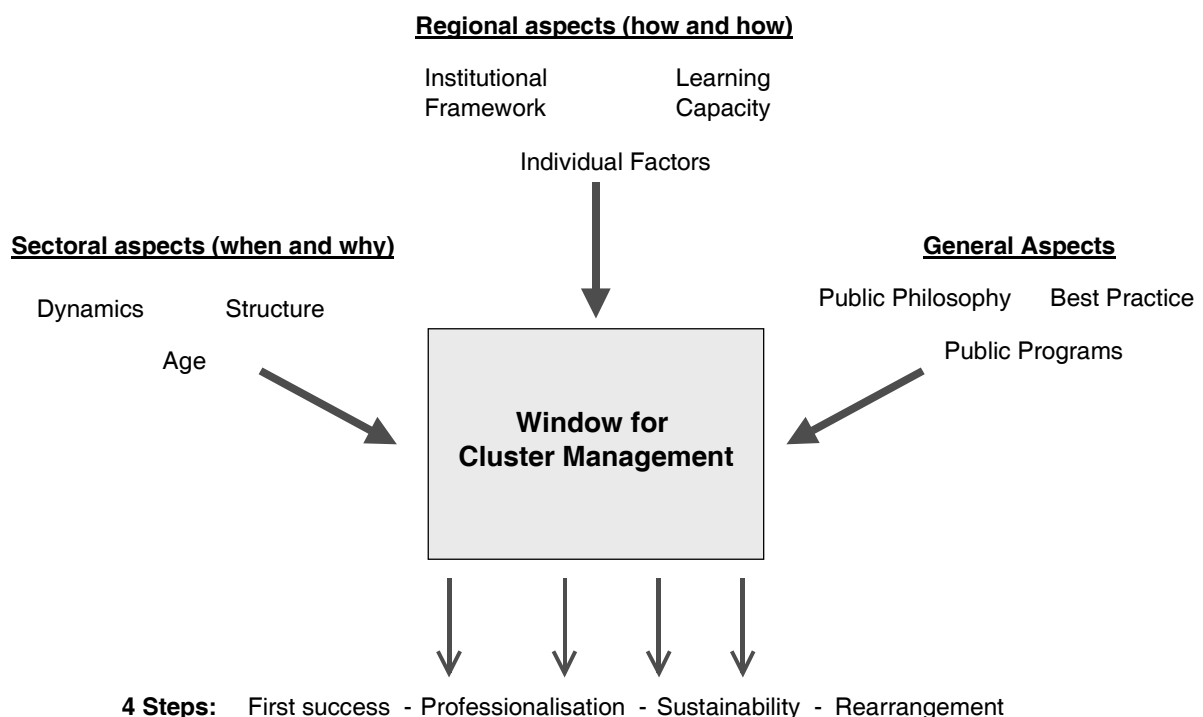 Regional aspects (how and how)
Institutional Framework
Learning Capacity
Individual Factors
Sectoral aspects (when and why)
Dynamics Structure
Age
General Aspects
Public Philosophy Best Practice
Public Programs
Window for
Cluster Management
4 Steps: First success - Professionalisation - Sustainability - Rearrangement